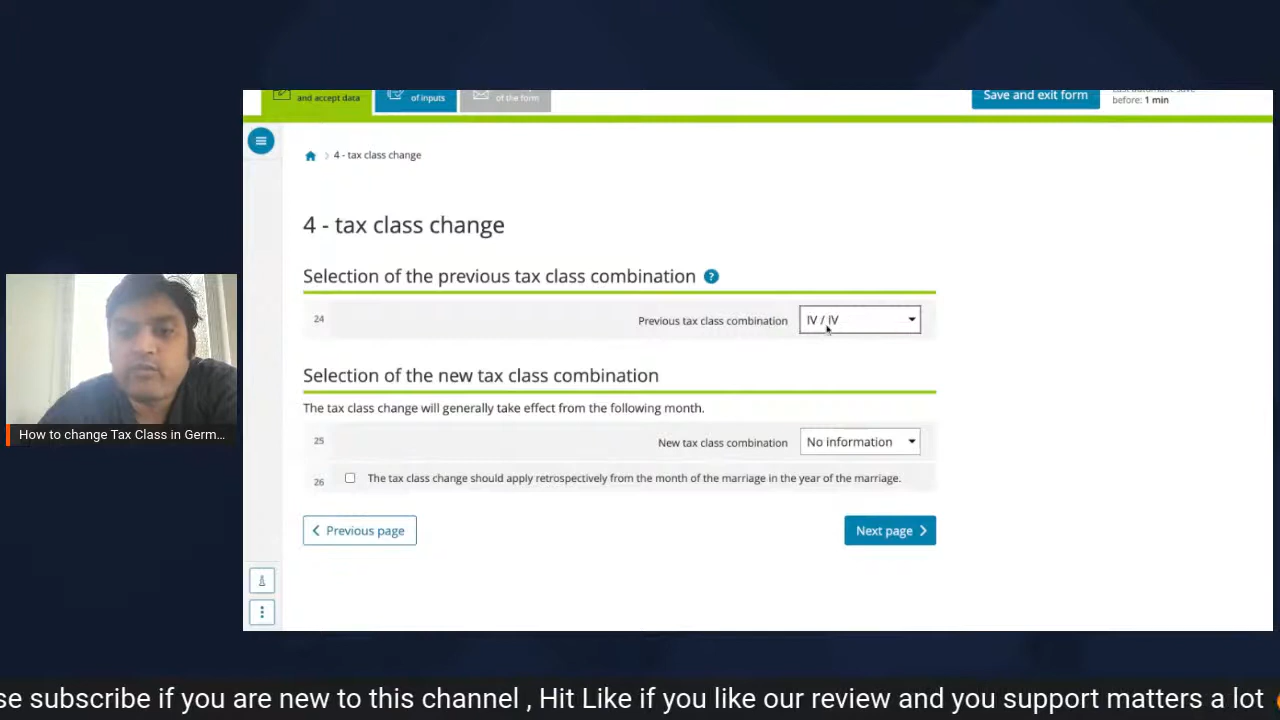 and accept data
of inputs
of the form
Save and exit form
before: 1 min
4 - tax class change
4 - tax class change
Selection of the previous tax class combination ?
24 Previous tax class combination IV / IV
Selection of the new tax class combination
The tax class change will generally take effect from the following month.
25 New tax class combination No information
26 The tax class change should apply retrospectively from the month of the marriage in the year of the marriage.
Previous page
Next page
How to change Tax Class in Germ...
se subscribe if you are new to this channel , Hit Like if you like our review and you support matters a lot